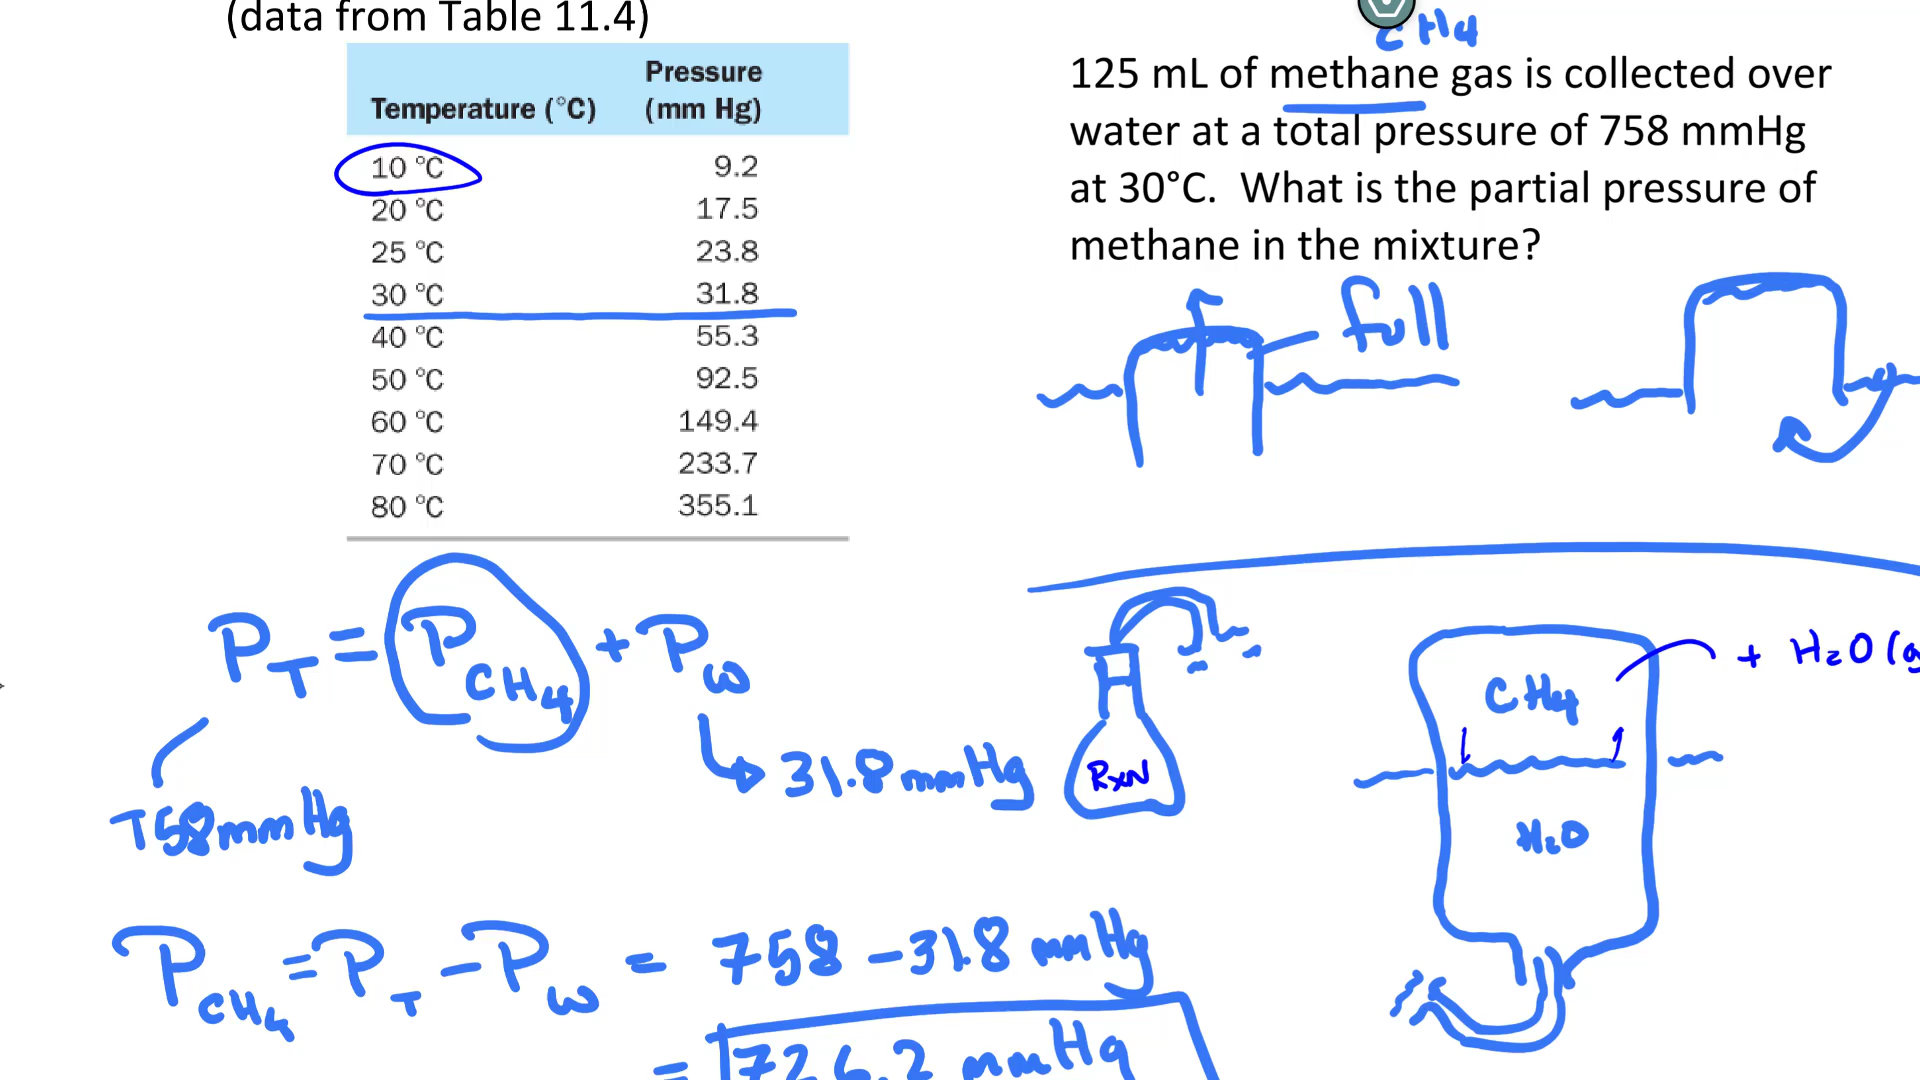 (data from Table 11.4)
Temperature (°C) Pressure (mm Hg)
10 °C 9.2
20 °C 17.5
25 °C 23.8
30 °C 31.8
40 °C 55.3
50 °C 92.5
60 °C 149.4
70 °C 233.7
80 °C 355.1
CH4
125 mL of methane gas is collected over
water at a total pressure of 758 mmHg
at 30°C. What is the partial pressure of
methane in the mixture?
full
PT = PCH4 + Pw
758 mmHg
31.8 mmHg
RxN
CH4
+ H2O (g
H2O
PCH4 = PT - Pw = 758 - 31.8 mmHg
= 726.2 mmHg